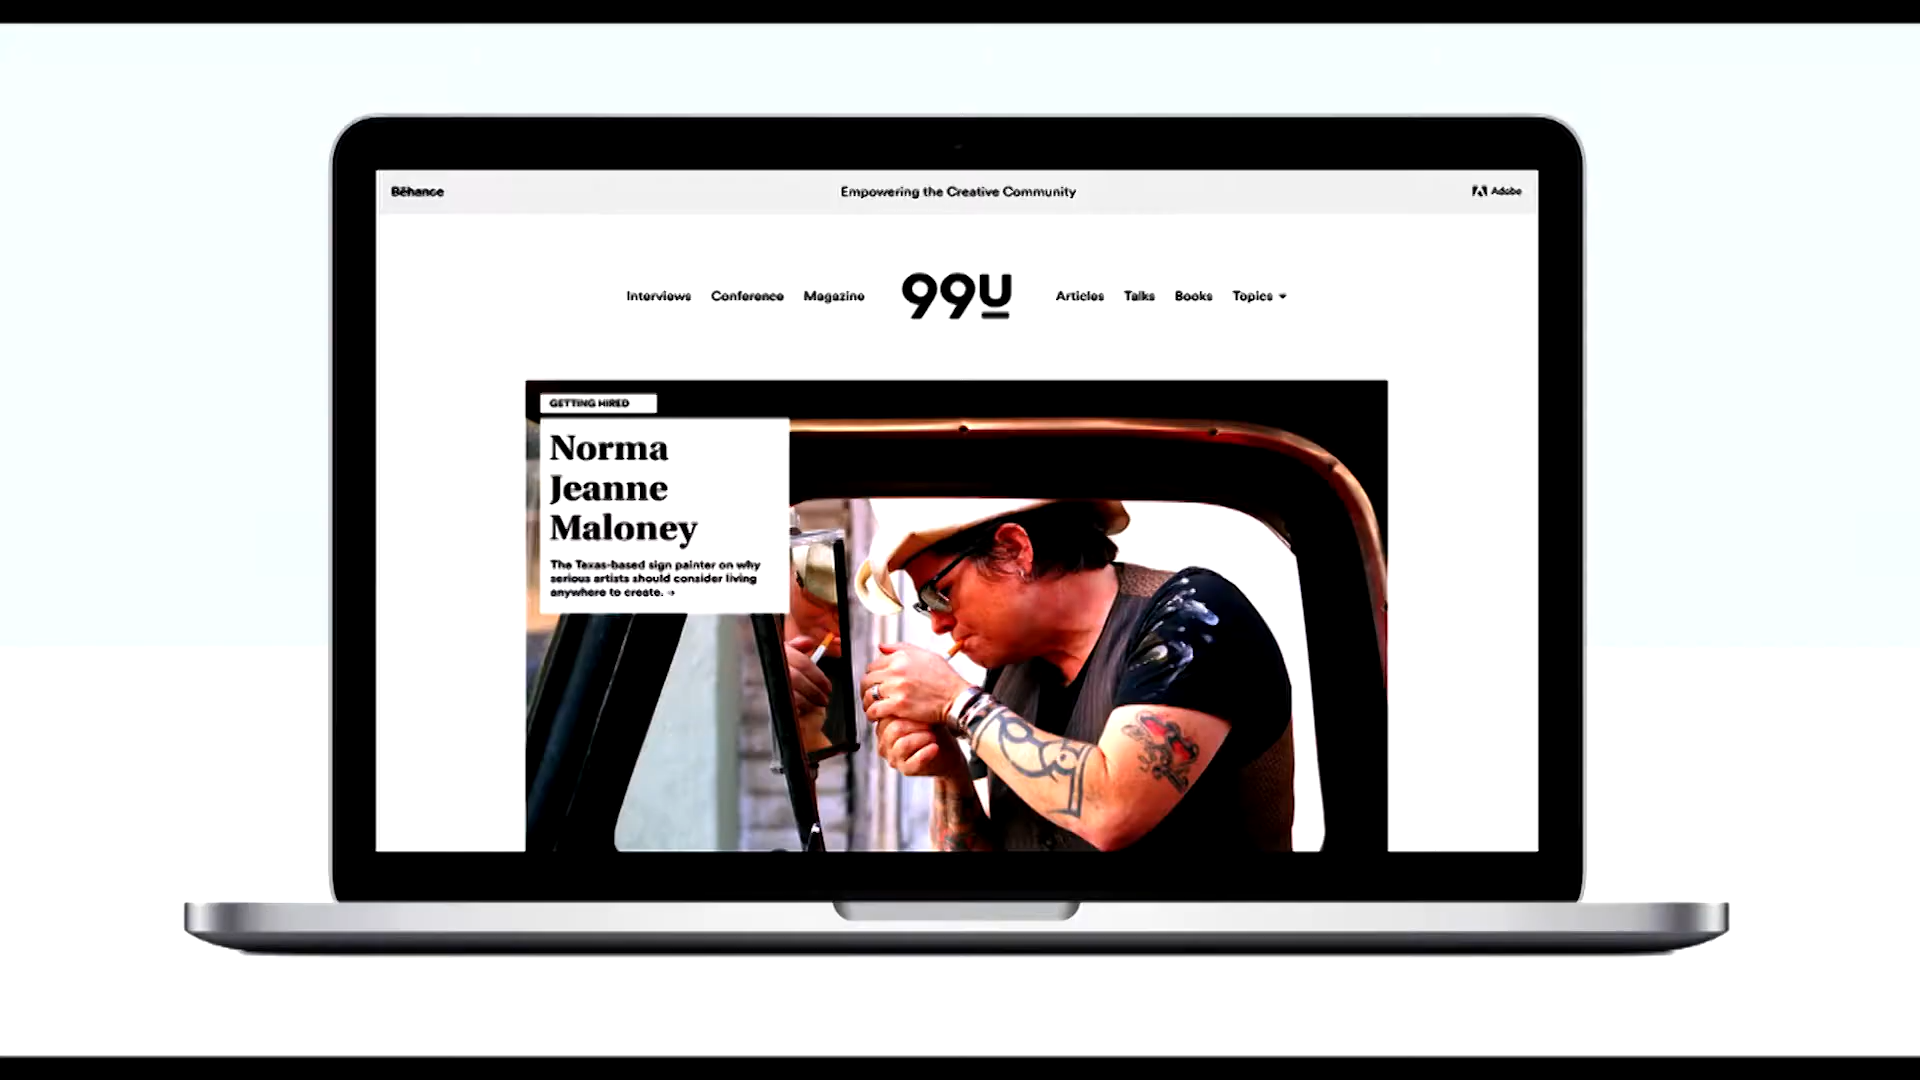 Bēhance
Empowering the Creative Community
Adobe
Interviews Conference Magazine 99U Articles Talks Books Topics
GETTING HIRED
Norma
Jeanne
Maloney
The Texas-based sign painter on why
serious artists should consider living
anywhere to create. →